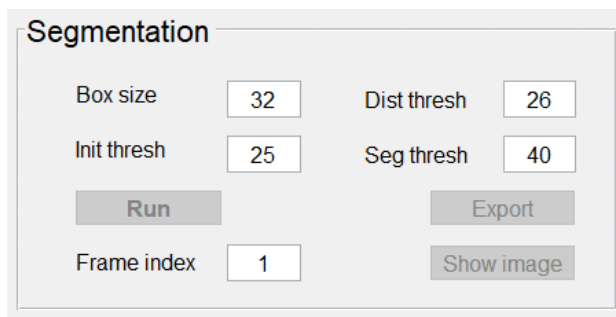 Segmentation
Box size 32 Dist thresh 26
Init thresh 25 Seg thresh 40
Run Export
Frame index 1 Show image